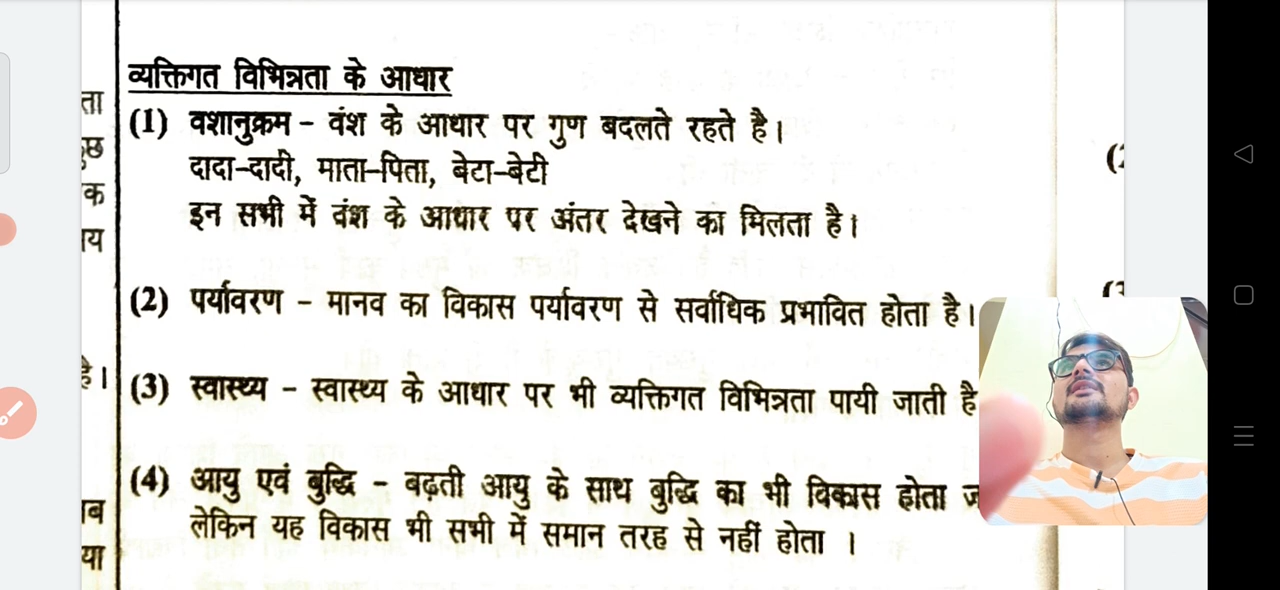 व्यक्तिगत विभिन्नता के आधार
(1) वशानुक्रम – वंश के आधार पर गुण बदलते रहते है।
दादा-दादी, माता-पिता, बेटा-बेटी
इन सभी में वंश के आधार पर अंतर देखने का मिलता है।
(2) पर्यावरण – मानव का विकास पर्यावरण से सर्वाधिक प्रभावित होता है।
(3) स्वास्थ्य – स्वास्थ्य के आधार पर भी व्यक्तिगत विभिन्नता पायी जाती है
(4) आयु एवं बुद्धि – बढ़ती आयु के साथ बुद्धि का भी विकास होता
लेकिन यह विकास भी सभी में समान तरह से नहीं होता ।